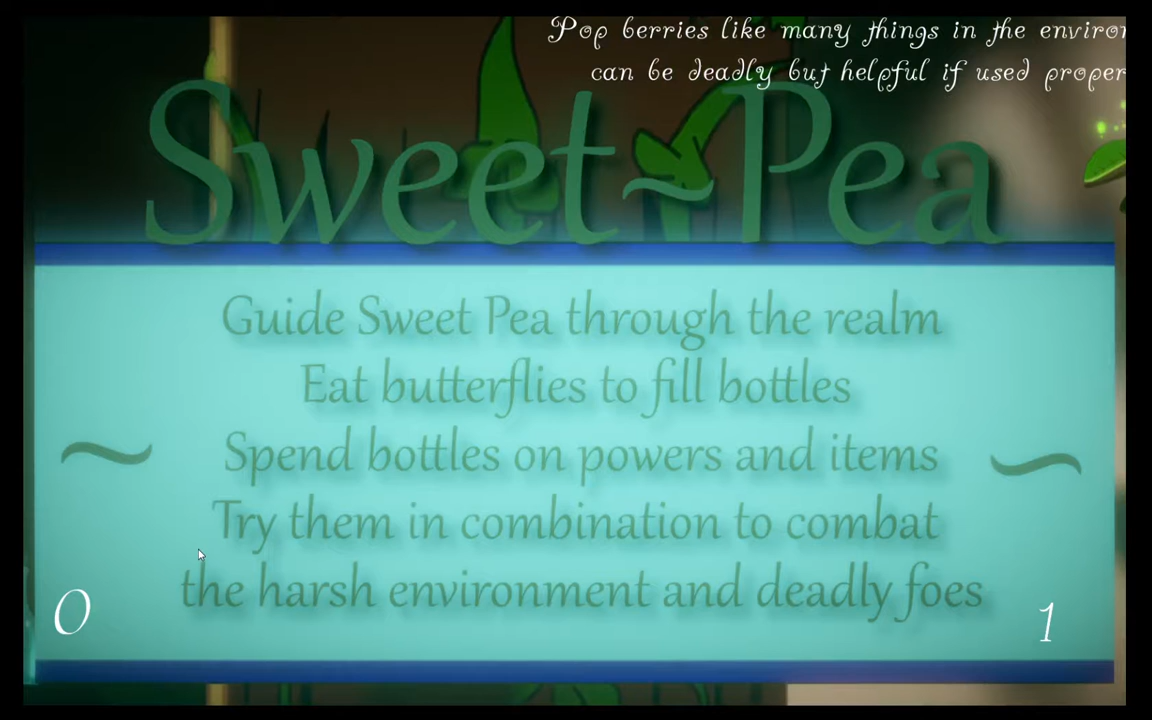 Pop berries like many things in the
can be deadly but helpful if used
Sweet~Pea
Guide Sweet Pea through the realm
Eat butterflies to fill bottles
~ Spend bottles on powers and items ~
Try them in combination to combat
the harsh environment and deadly foes
0
1